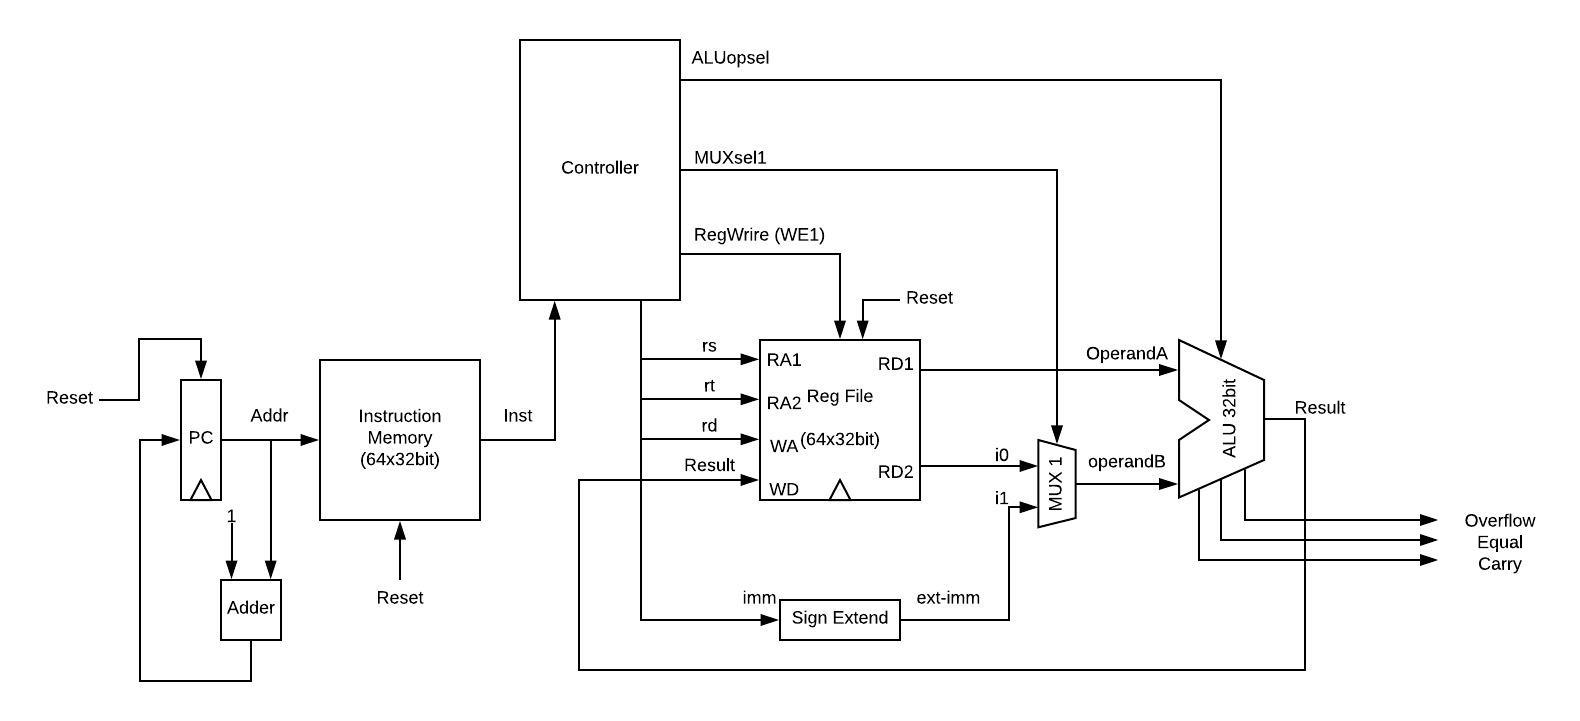 ALUopsel
Controller
MUXsel1
RegWrire (WE1)
Reset
rs
RA1
RD1
OperandA
rt
RA2
Reg File
rd
WA
(64x32bit)
Result
WD
RD2
i0
i1
MUX 1
operandB
ALU 32bit
Result
Reset
PC
Addr
Instruction
Memory
(64x32bit)
Inst
1
Adder
Reset
imm
Sign Extend
ext-imm
Overflow
Equal
Carry